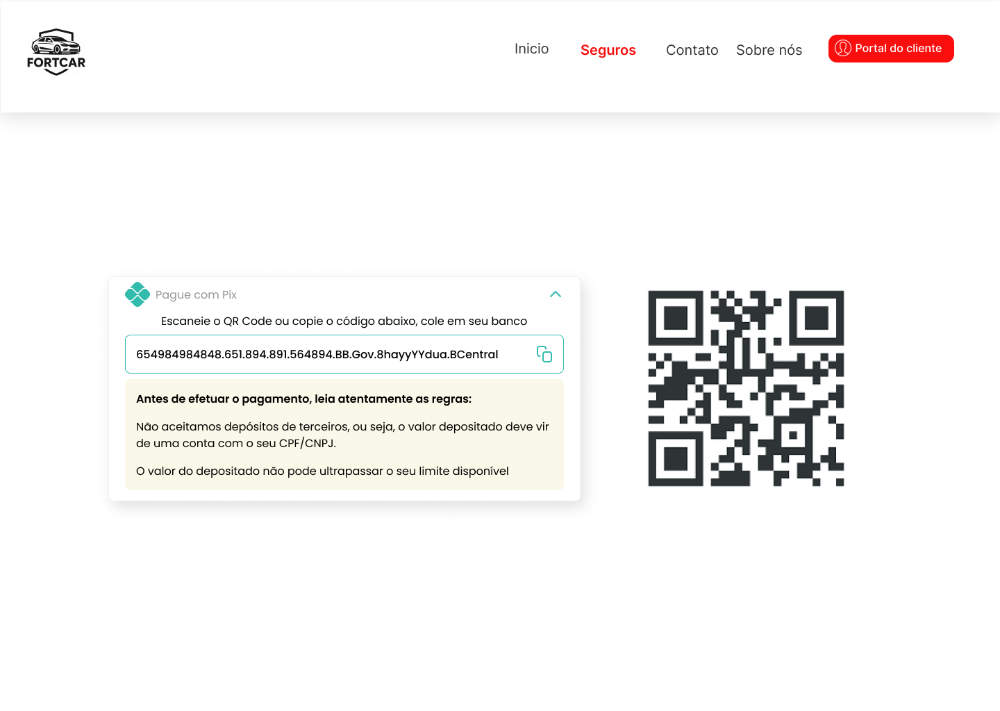 FORTCAR
Inicio
Seguros
Contato
Sobre nós
Portal do cliente
Pague com Pix
Escaneie o QR Code ou copie o código abaixo, cole em seu banco
654984984848.651.894.891.564894.BB.Gov.8hayyYYdua.BCentral
Antes de efetuar o pagamento, leia atentamente as regras:
Não aceitamos depósitos de terceiros, ou seja, o valor depositado deve vir
de uma conta com o seu CPF/CNPJ.
O valor do depositado não pode ultrapassar o seu limite disponível